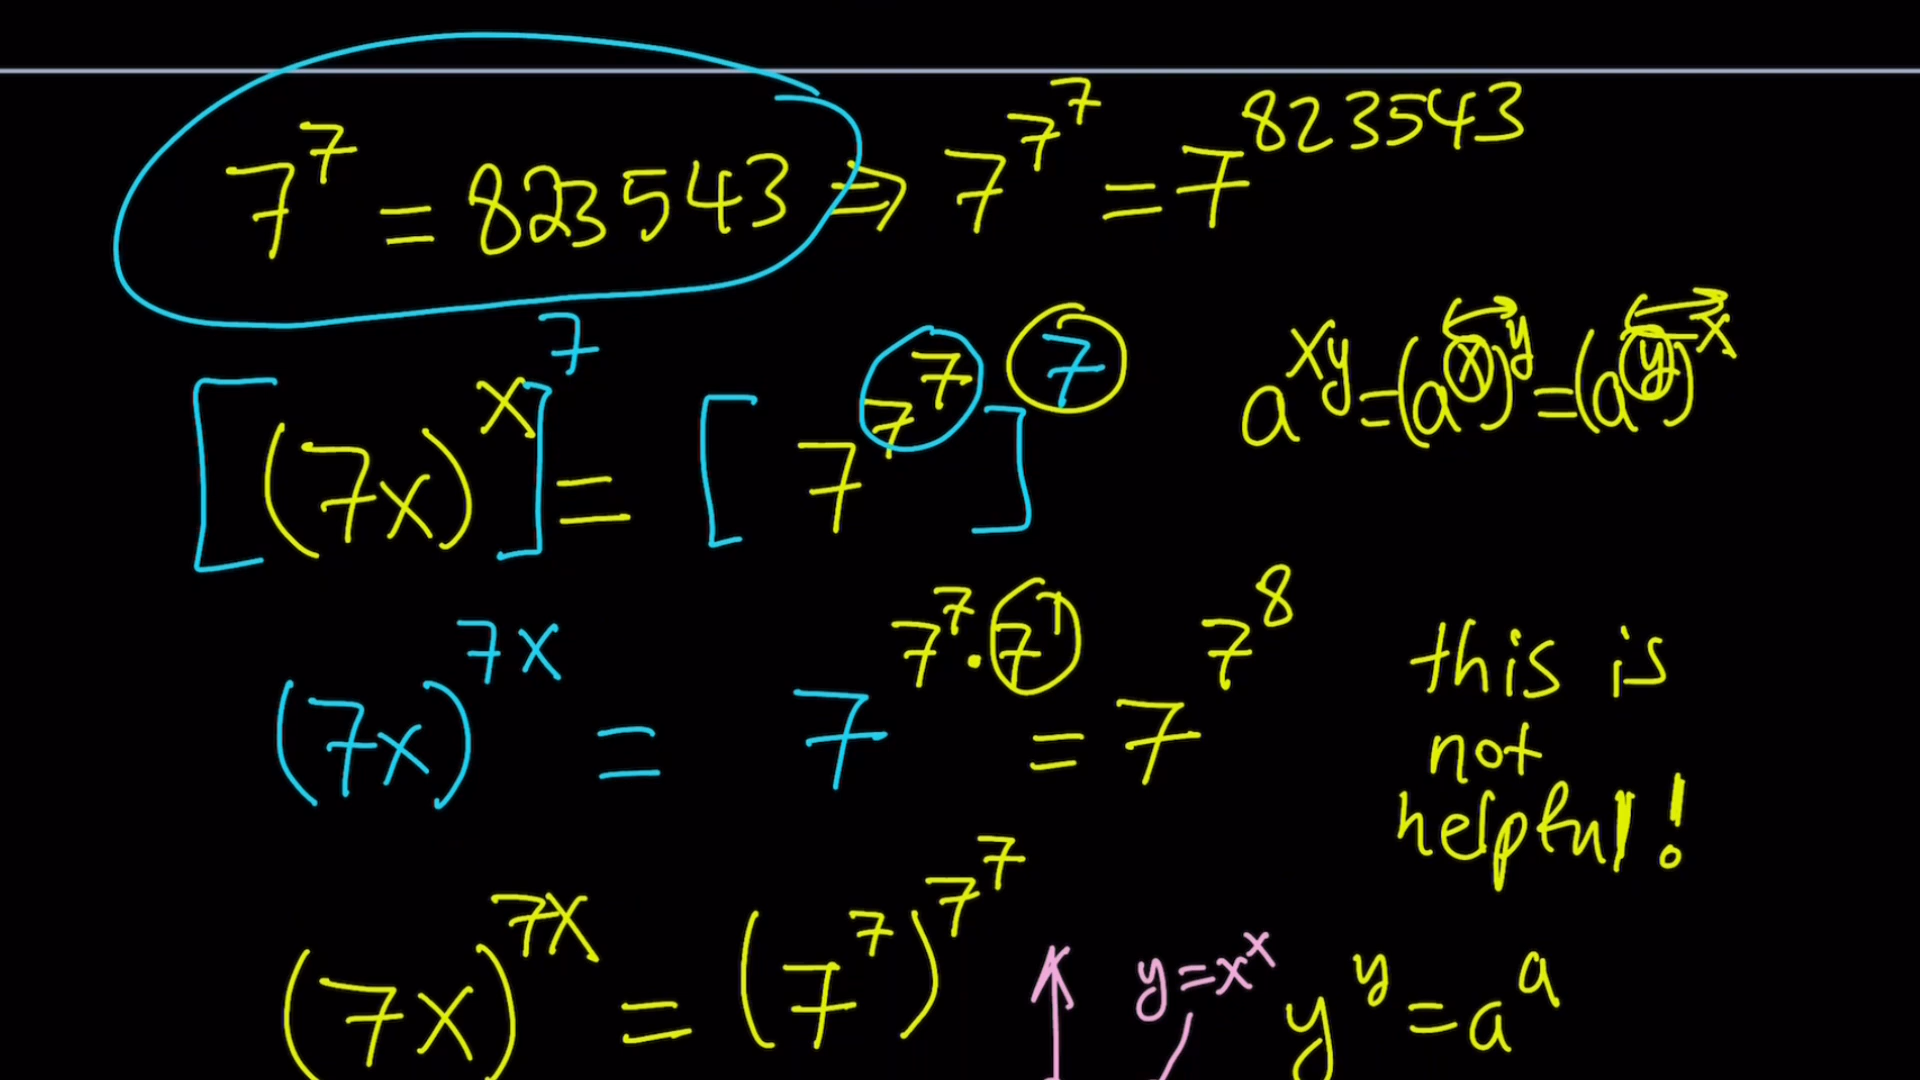 7^7 = 823543 ⇒ 7^7^7 = 7^823543
[(7x)^x]^7 = [7^7^7]^7
a^xy = (a^x)^y = (a^y)^x
(7x)^7x = 7^7^7·7^1 = 7^7^8
this is
not
helpful!
(7x)^7x = (7^7)^7^7
y=x^x
y^y = a^a